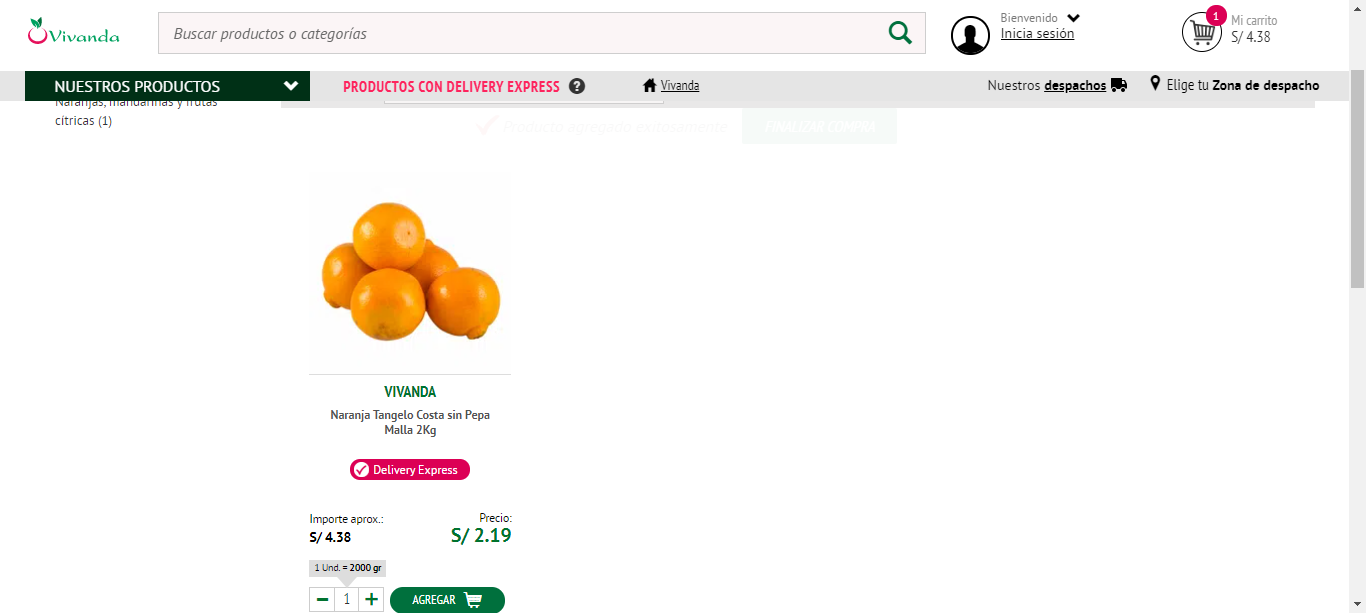 Vivanda
Buscar productos o categorías
Bienvenido
Inicia sesión
1
Mi carrito
S/ 4.38
NUESTROS PRODUCTOS
PRODUCTOS CON DELIVERY EXPRESS ?
Vivanda
Nuestros despachos
Elige tu Zona de despacho
Naranjas, mandarinas y frutas
cítricas (1)
Producto agregado exitosamente
FINALIZAR COMPRA
VIVANDA
Naranja Tangelo Costa sin Pepa
Malla 2Kg
Delivery Express
Importe aprox.:
S/ 4.38
Precio:
S/ 2.19
1 Und. = 2000 gr
− 1 +
AGREGAR